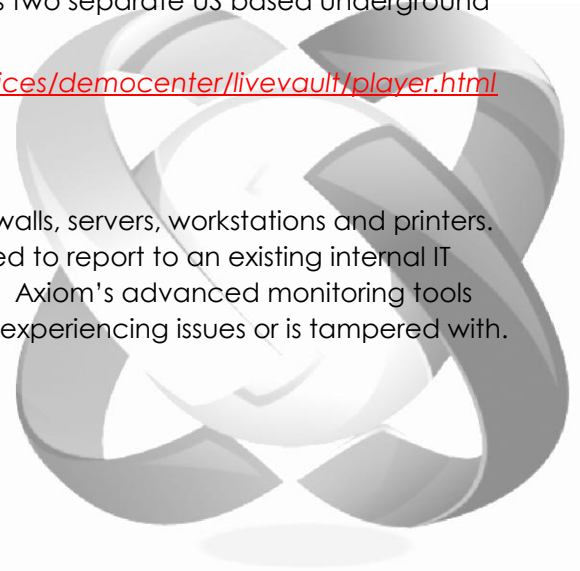 s two separate US based underground
ices/democenter/livevault/player.html
walls, servers, workstations and printers.
ed to report to an existing internal IT
Axiom’s advanced monitoring tools
experiencing issues or is tampered with.